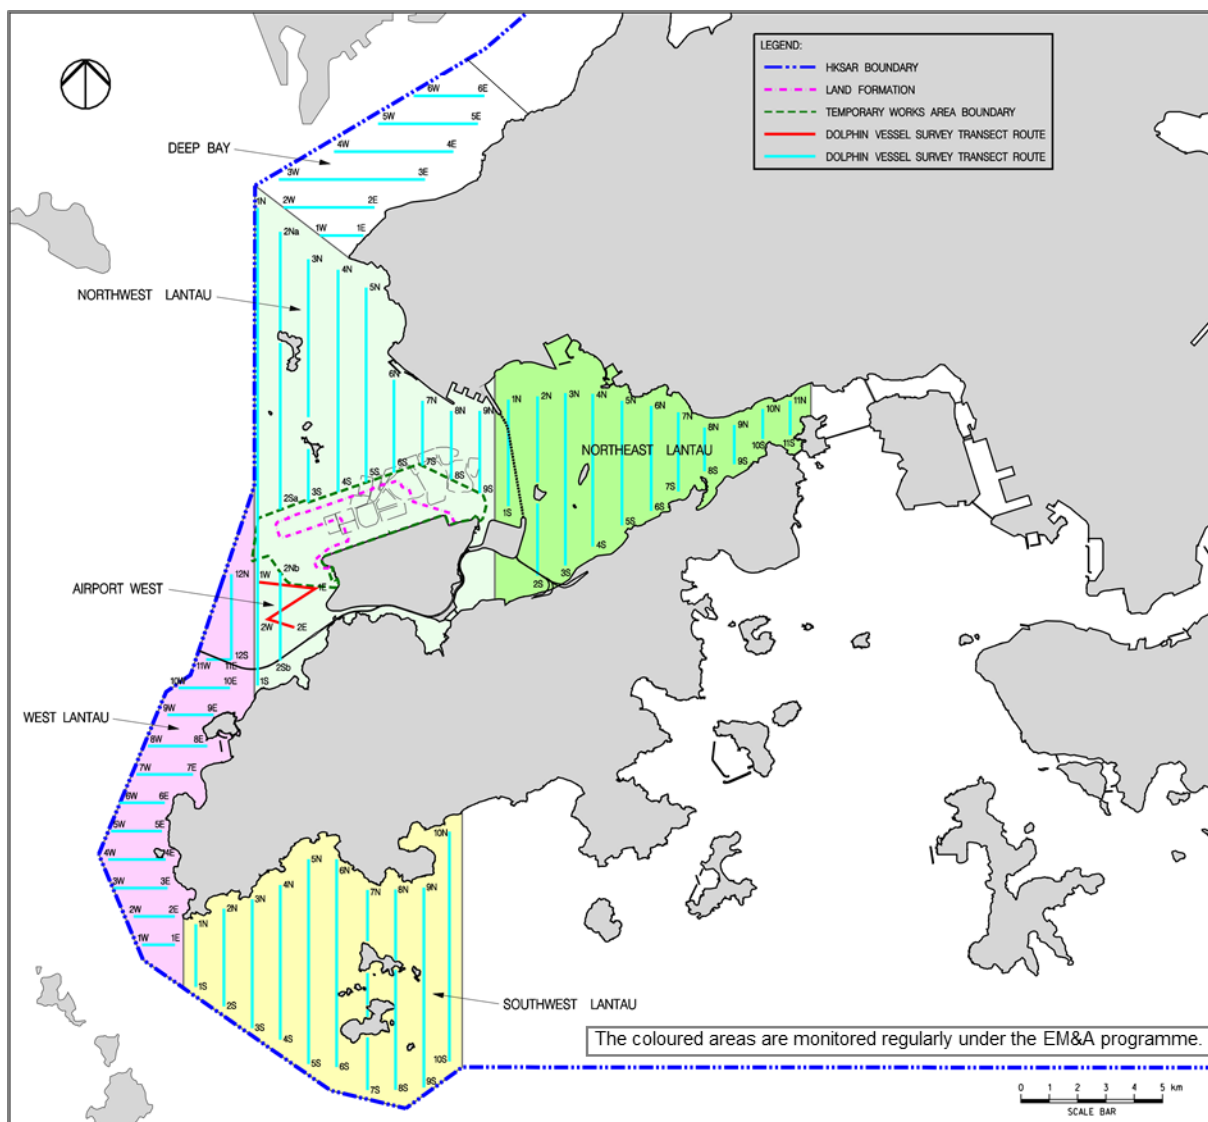 LEGEND:
HKSAR BOUNDARY
LAND FORMATION
TEMPORARY WORKS AREA BOUNDARY
DOLPHIN VESSEL SURVEY TRANSECT ROUTE
DOLPHIN VESSEL SURVEY TRANSECT ROUTE
DEEP BAY
6W 6E
5W 5E
4W 4E
3W 3E
2W 2E
1W 1E
NORTHWEST LANTAU
1N
2Na
3N
4N
5N
6N
7N
8N
9N
2Sa
3S
4S
5S
6S
7S
8S
9S
2Nb
2Sb
1S
NORTHEAST LANTAU
1N
2N
3N
4N
5N
6N
7N
8N
9N
10N
11N
1S
2S
3S
4S
5S
6S
7S
8S
9S
10S
11S
AIRPORT WEST
1W
1E
2W
2E
WEST LANTAU
12N
12S
11W 11E
10W 10E
9W 9E
8W 8E
7W 7E
6W 6E
5W 5E
4W 4E
3W 3E
2W 2E
1W 1E
SOUTHWEST LANTAU
1N
2N
3N
4N
5N
6N
7N
8N
9N
10N
1S
2S
3S
4S
5S
6S
7S
8S
9S
10S
The coloured areas are monitored regularly under the EM&A programme.
0 1 2 3 4 5 km
SCALE BAR